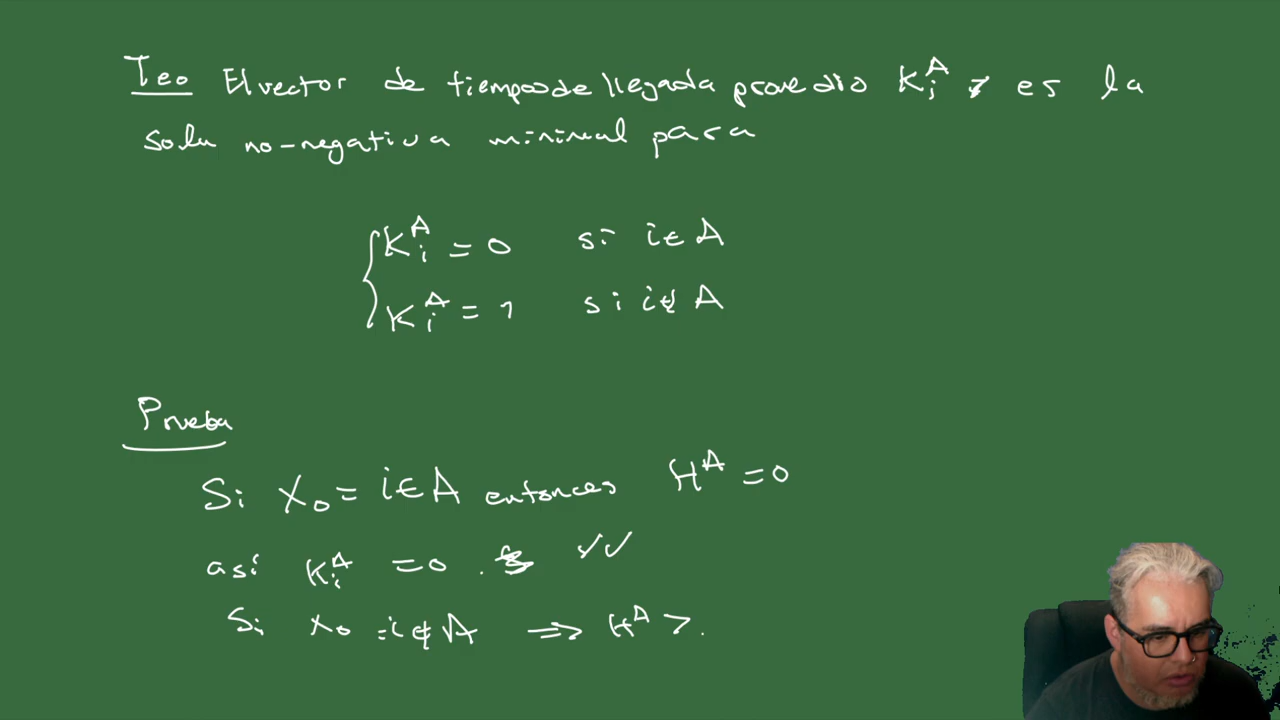 Teo El vector de tiempos de llegada promedio K_i^A, es la
solu no-negativa minimal para
K_i^A = 0 si i∈A
K_i^A = 1 si i∉A
Prueba
Si X_0 = i∈A entonces H^A = 0
así K_i^A = 0. ✓✓
Si X_0 = i∉A ⟹ H^A >